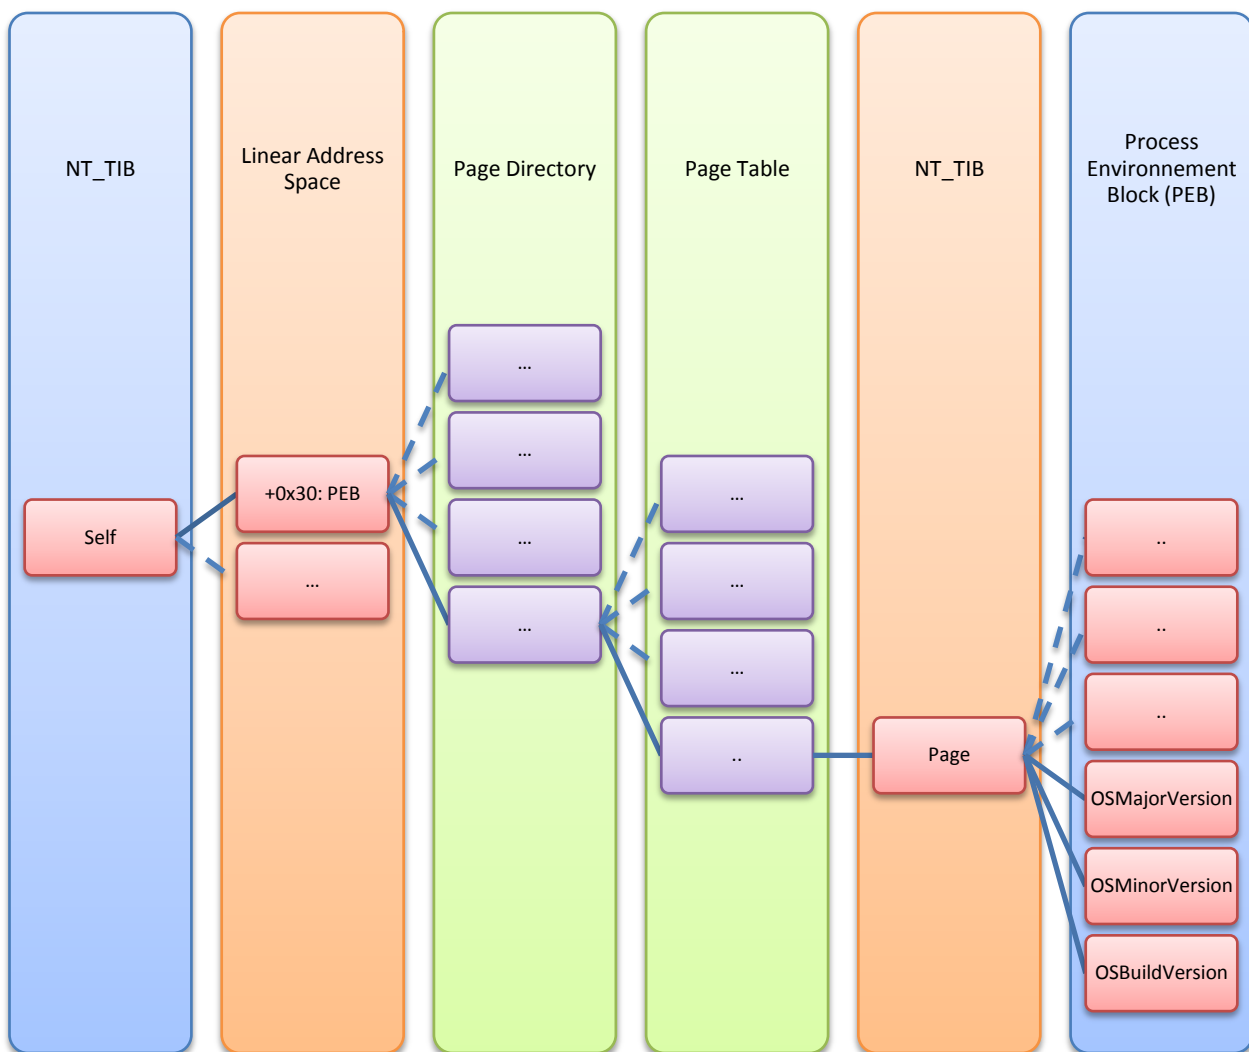 NT_TIB
Linear Address
Space
Page Directory
Page Table
NT_TIB
Process
Environnement
Block (PEB)
Self
+0x30: PEB
...
...
...
...
...
...
...
...
..
Page
..
..
..
OSMajorVersion
OSMinorVersion
OSBuildVersion